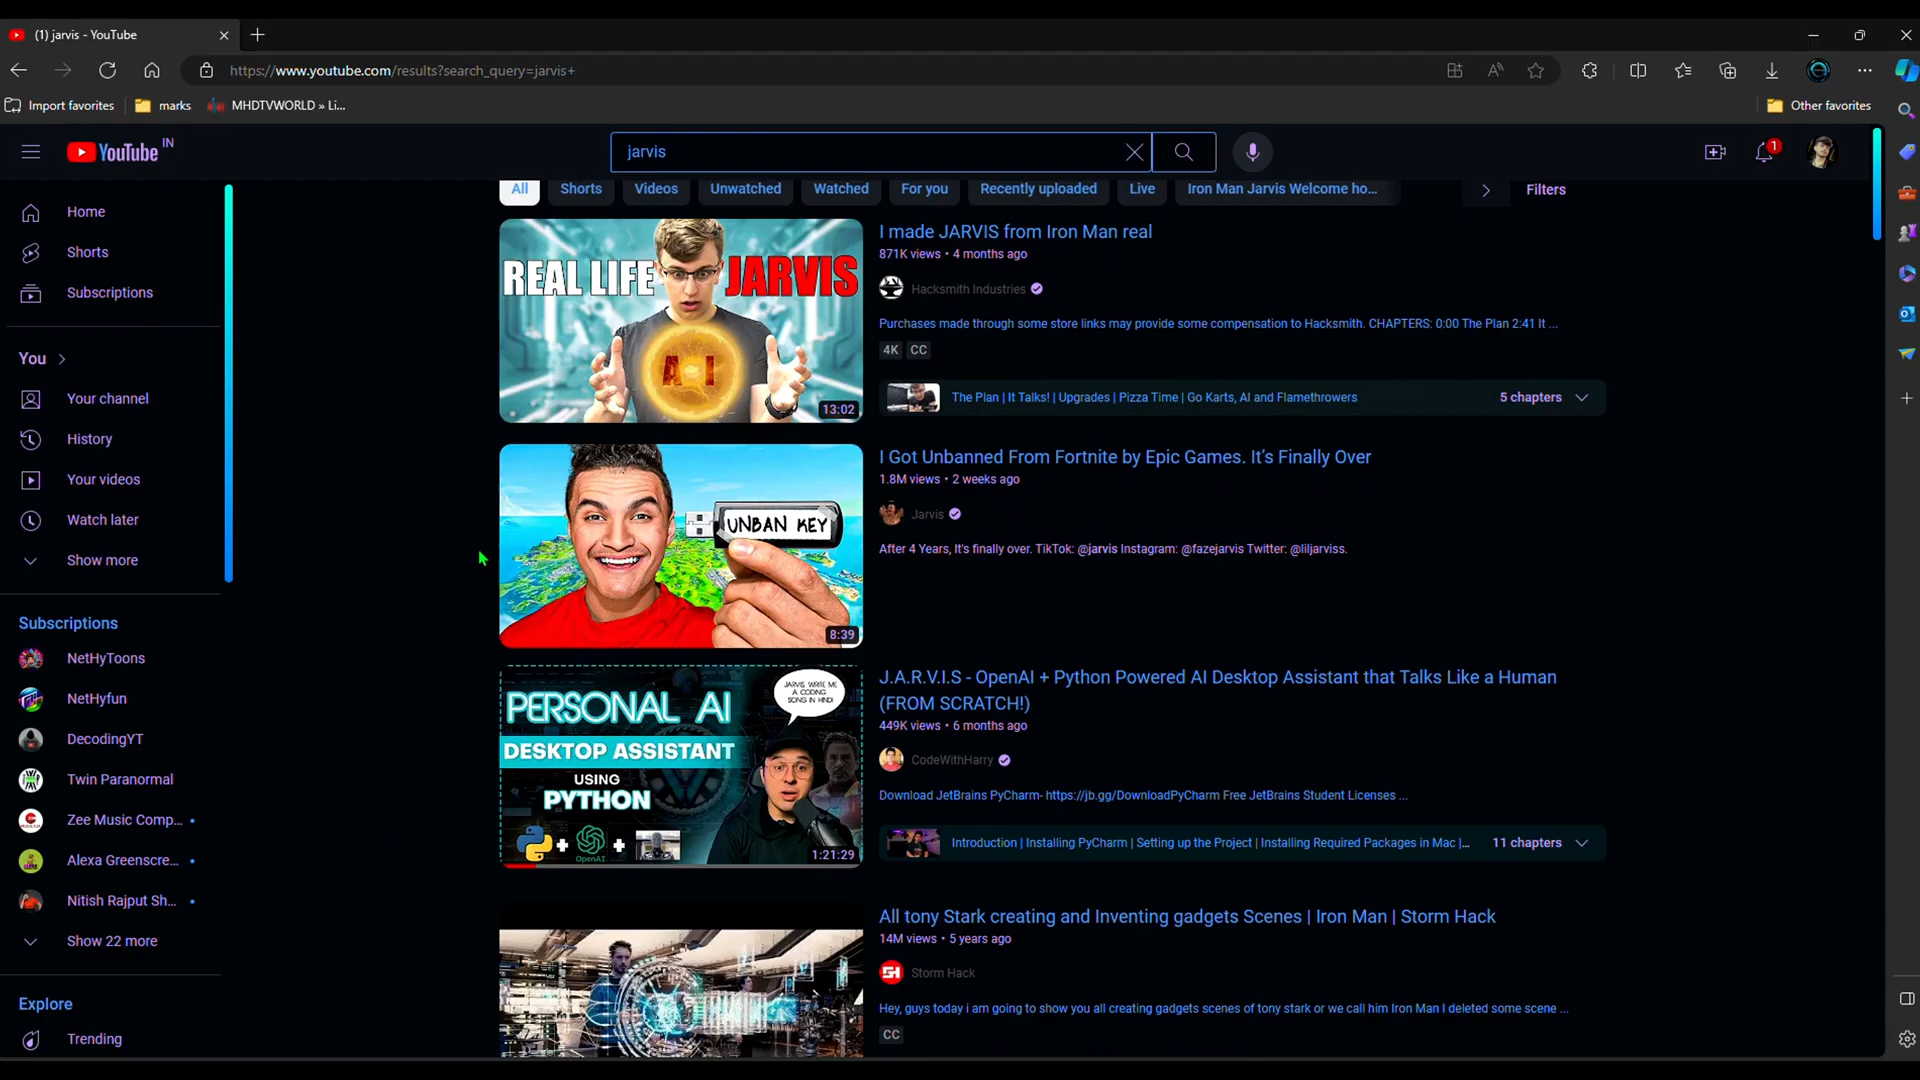 (1) jarvis - YouTube
https://www.youtube.com/results?search_query=jarvis+
Import favorites
marks
MHDTVWORLD » Li...
Other favorites
YouTube IN
jarvis
1
All
Shorts
Videos
Unwatched
Watched
For you
Recently uploaded
Live
Iron Man Jarvis Welcome ho...
Filters
Home
Shorts
Subscriptions
You
Your channel
History
Your videos
Watch later
Show more
Subscriptions
NetHyToons
NetHyfun
DecodingYT
Twin Paranormal
Zee Music Comp...
Alexa Greenscre...
Nitish Rajput Sh...
Show 22 more
Explore
Trending
REAL LIFE JARVIS
A I
13:02
I made JARVIS from Iron Man real
871K views • 4 months ago
Hacksmith Industries
Purchases made through some store links may provide some compensation to Hacksmith. CHAPTERS: 0:00 The Plan 2:41 It ...
4K CC
The Plan | It Talks! | Upgrades | Pizza Time | Go Karts, AI and Flamethrowers
5 chapters
UNBAN KEY
8:39
I Got Unbanned From Fortnite by Epic Games. It’s Finally Over
1.8M views • 2 weeks ago
Jarvis
After 4 Years, It's finally over. TikTok: @jarvis Instagram: @fazejarvis Twitter: @liljarviss.
PERSONAL AI
DESKTOP ASSISTANT
USING
PYTHON
JARVIS, WRITE ME
A CODING
SONG IN HINDI
OpenAI
1:21:29
J.A.R.V.I.S - OpenAI + Python Powered AI Desktop Assistant that Talks Like a Human
(FROM SCRATCH!)
449K views • 6 months ago
CodeWithHarry
Download JetBrains PyCharm- https://jb.gg/DownloadPyCharm Free JetBrains Student Licenses ...
Introduction | Installing PyCharm | Setting up the Project | Installing Required Packages in Mac |...
11 chapters
All tony Stark creating and Inventing gadgets Scenes | Iron Man | Storm Hack
14M views • 5 years ago
SH Storm Hack
Hey, guys today i am going to show you all creating gadgets scenes of tony stark or we call him Iron Man I deleted some scene ...
CC